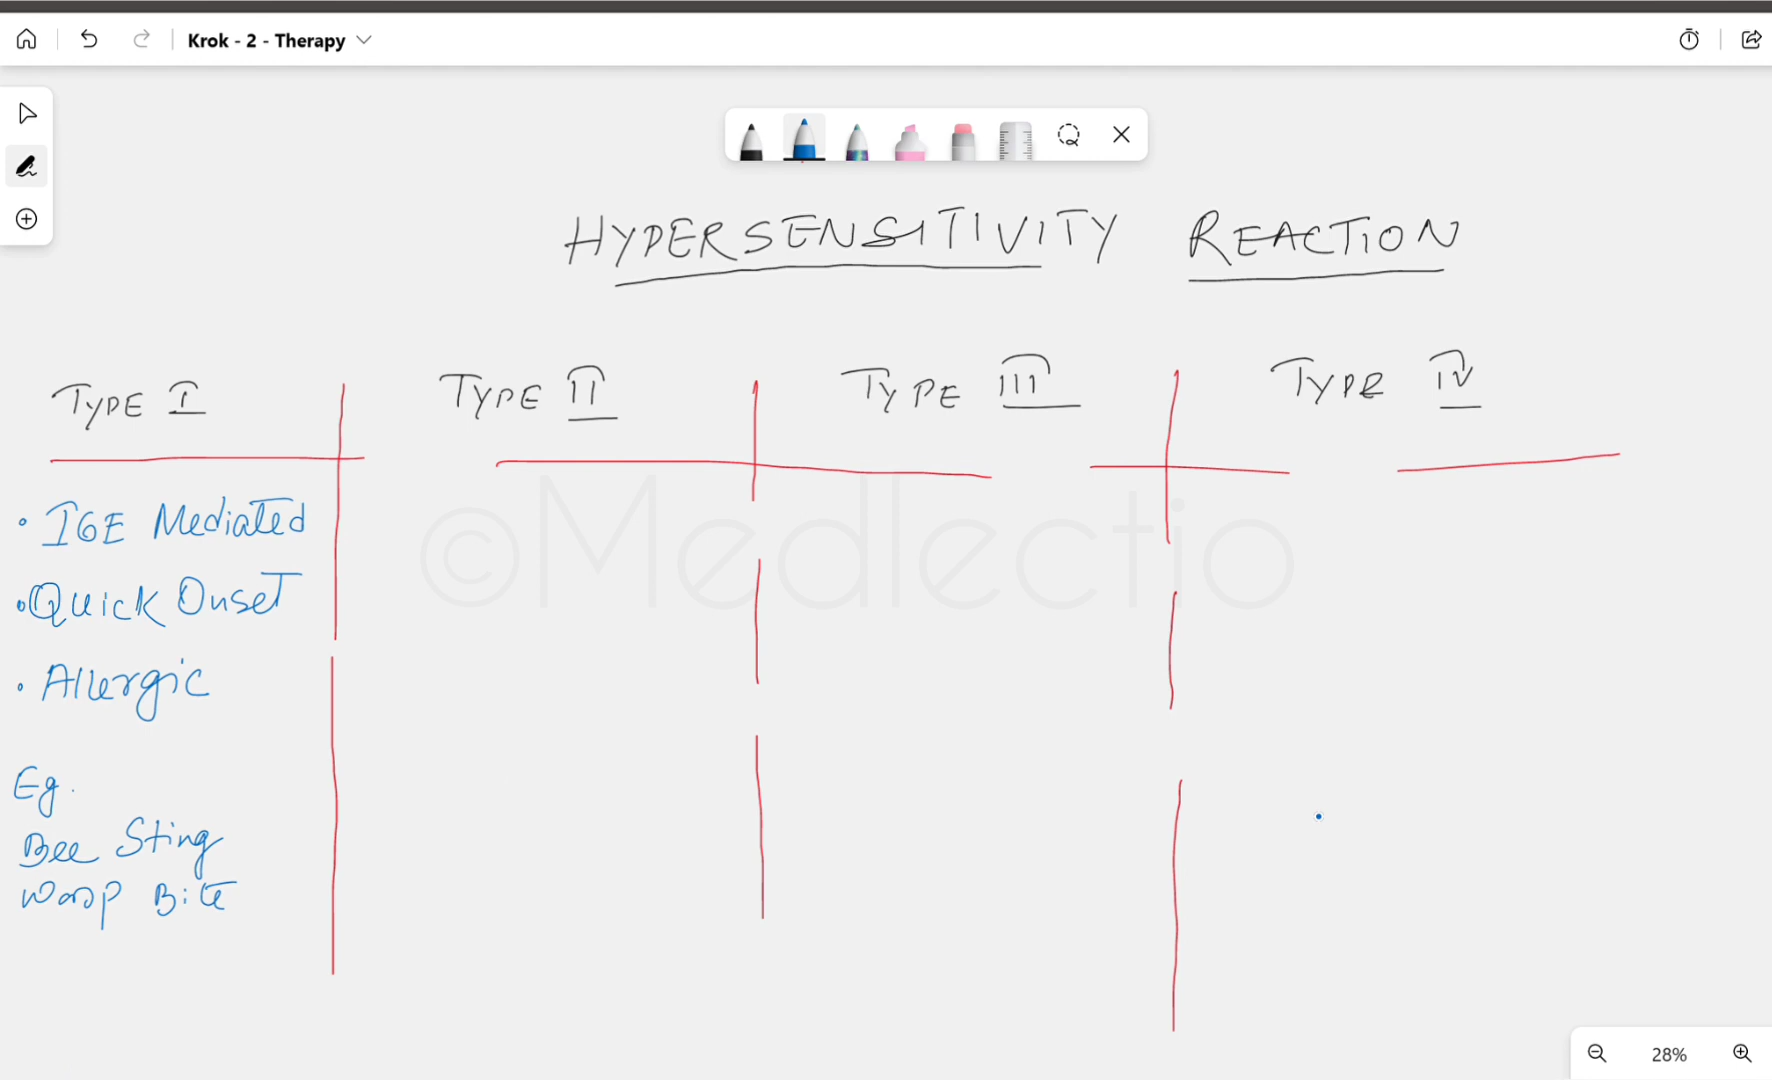 Krok - 2 - Therapy
HYPERSENSITIVITY REACTION
TYPE I
TYPE II
TYPE III
TYPE IV
©Medlectio
• IGE Mediated
• Quick Onset
• Allergic
Eg.
Bee Sting
Wasp Bite
28%